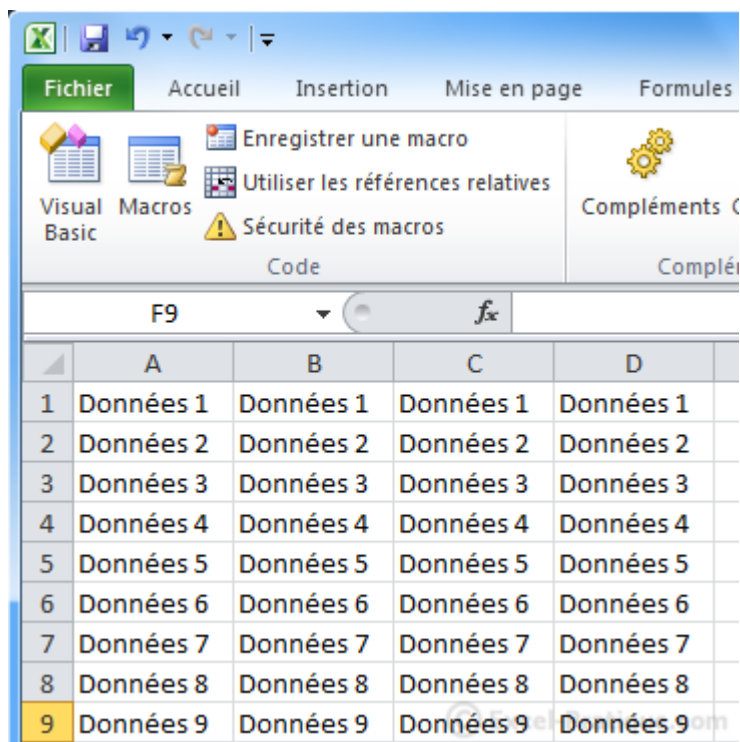 Fichier Accueil Insertion Mise en page Formules
Enregistrer une macro
Utiliser les références relatives
Visual Basic
Macros
Sécurité des macros
Compléments
Code
F9 fx
A B C D
1 Données 1 Données 1 Données 1 Données 1
2 Données 2 Données 2 Données 2 Données 2
3 Données 3 Données 3 Données 3 Données 3
4 Données 4 Données 4 Données 4 Données 4
5 Données 5 Données 5 Données 5 Données 5
6 Données 6 Données 6 Données 6 Données 6
7 Données 7 Données 7 Données 7 Données 7
8 Données 8 Données 8 Données 8 Données 8
9 Données 9 Données 9 Données 9 Données 9